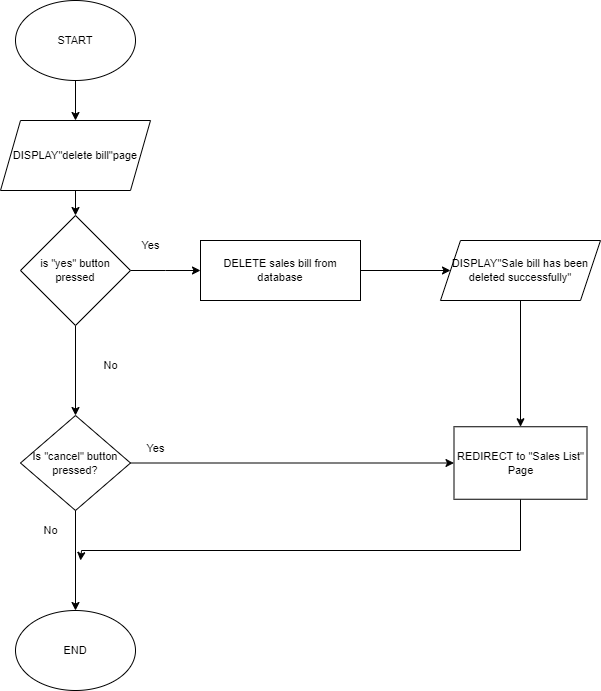 START
DISPLAY"delete bill"page
is "yes" button
pressed
Yes
DELETE sales bill from
database
DISPLAY"Sale bill has been
deleted successfully"
No
Is "cancel" button
pressed?
Yes
REDIRECT to "Sales List"
Page
No
END